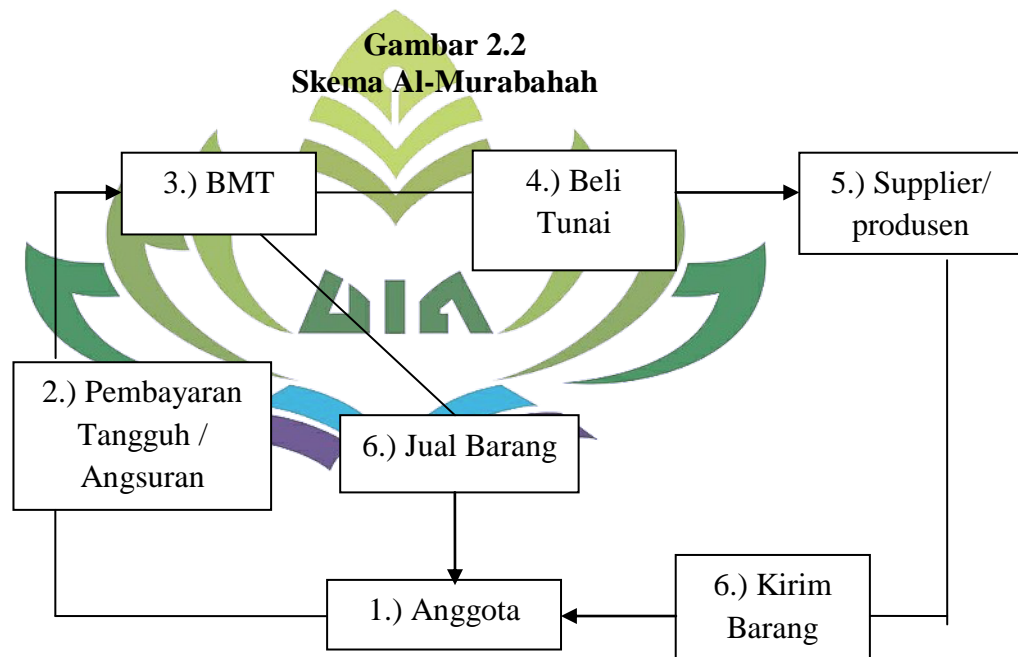 Gambar 2.2
Skema Al-Murabahah
3.) BMT
4.) Beli
Tunai
5.) Supplier/
produsen
2.) Pembayaran
Tangguh /
Angsuran
6.) Jual Barang
1.) Anggota
6.) Kirim
Barang